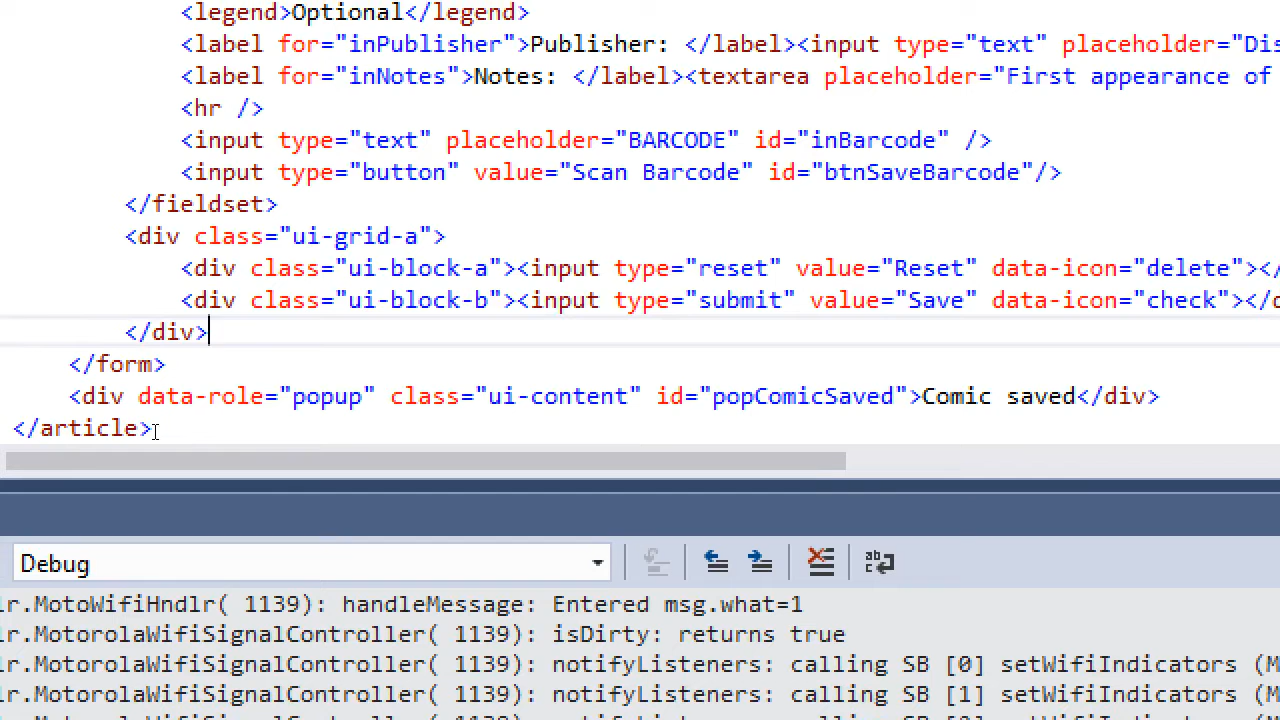 <legend>Optional</legend>
<label for="inPublisher">Publisher: </label><input type="text" placeholder="Dis
<label for="inNotes">Notes: </label><textarea placeholder="First appearance of
<hr />
<input type="text" placeholder="BARCODE" id="inBarcode" />
<input type="button" value="Scan Barcode" id="btnSaveBarcode"/>
</fieldset>
<div class="ui-grid-a">
<div class="ui-block-a"><input type="reset" value="Reset" data-icon="delete"></
<div class="ui-block-b"><input type="submit" value="Save" data-icon="check"></d
</div>
</form>
<div data-role="popup" class="ui-content" id="popComicSaved">Comic saved</div>
</article>
Debug
lr.MotoWifiHndlr( 1139): handleMessage: Entered msg.what=1
lr.MotorolaWifiSignalController( 1139): isDirty: returns true
lr.MotorolaWifiSignalController( 1139): notifyListeners: calling SB [0] setWifiIndicators (M
lr.MotorolaWifiSignalController( 1139): notifyListeners: calling SB [1] setWifiIndicators (M